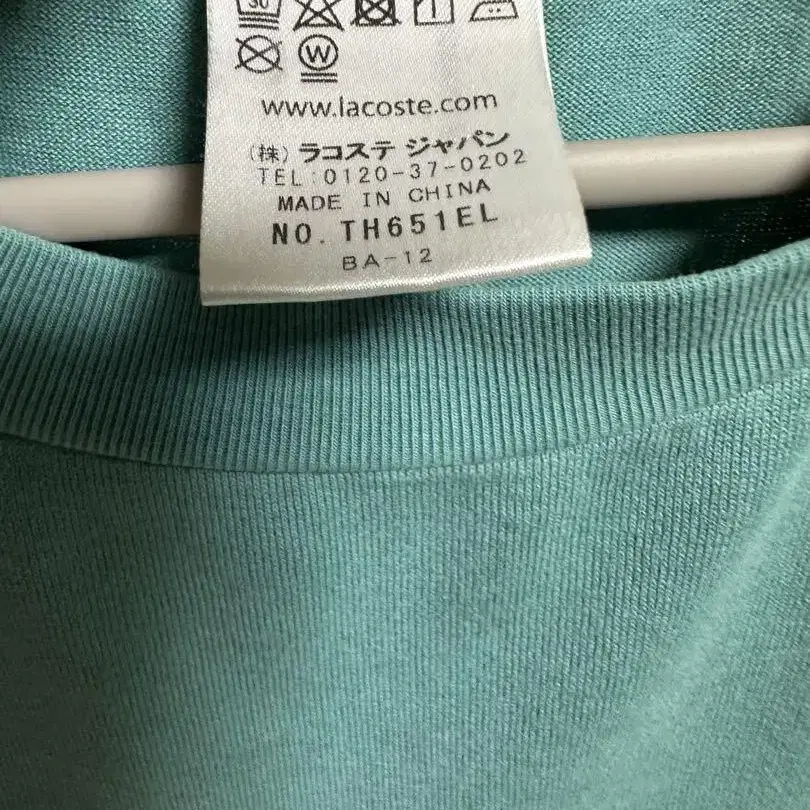 30
W
www.lacoste.com
(株) ラコステ ジャパン
TEL:0120-37-0202
MADE IN CHINA
NO. TH651EL
BA-12